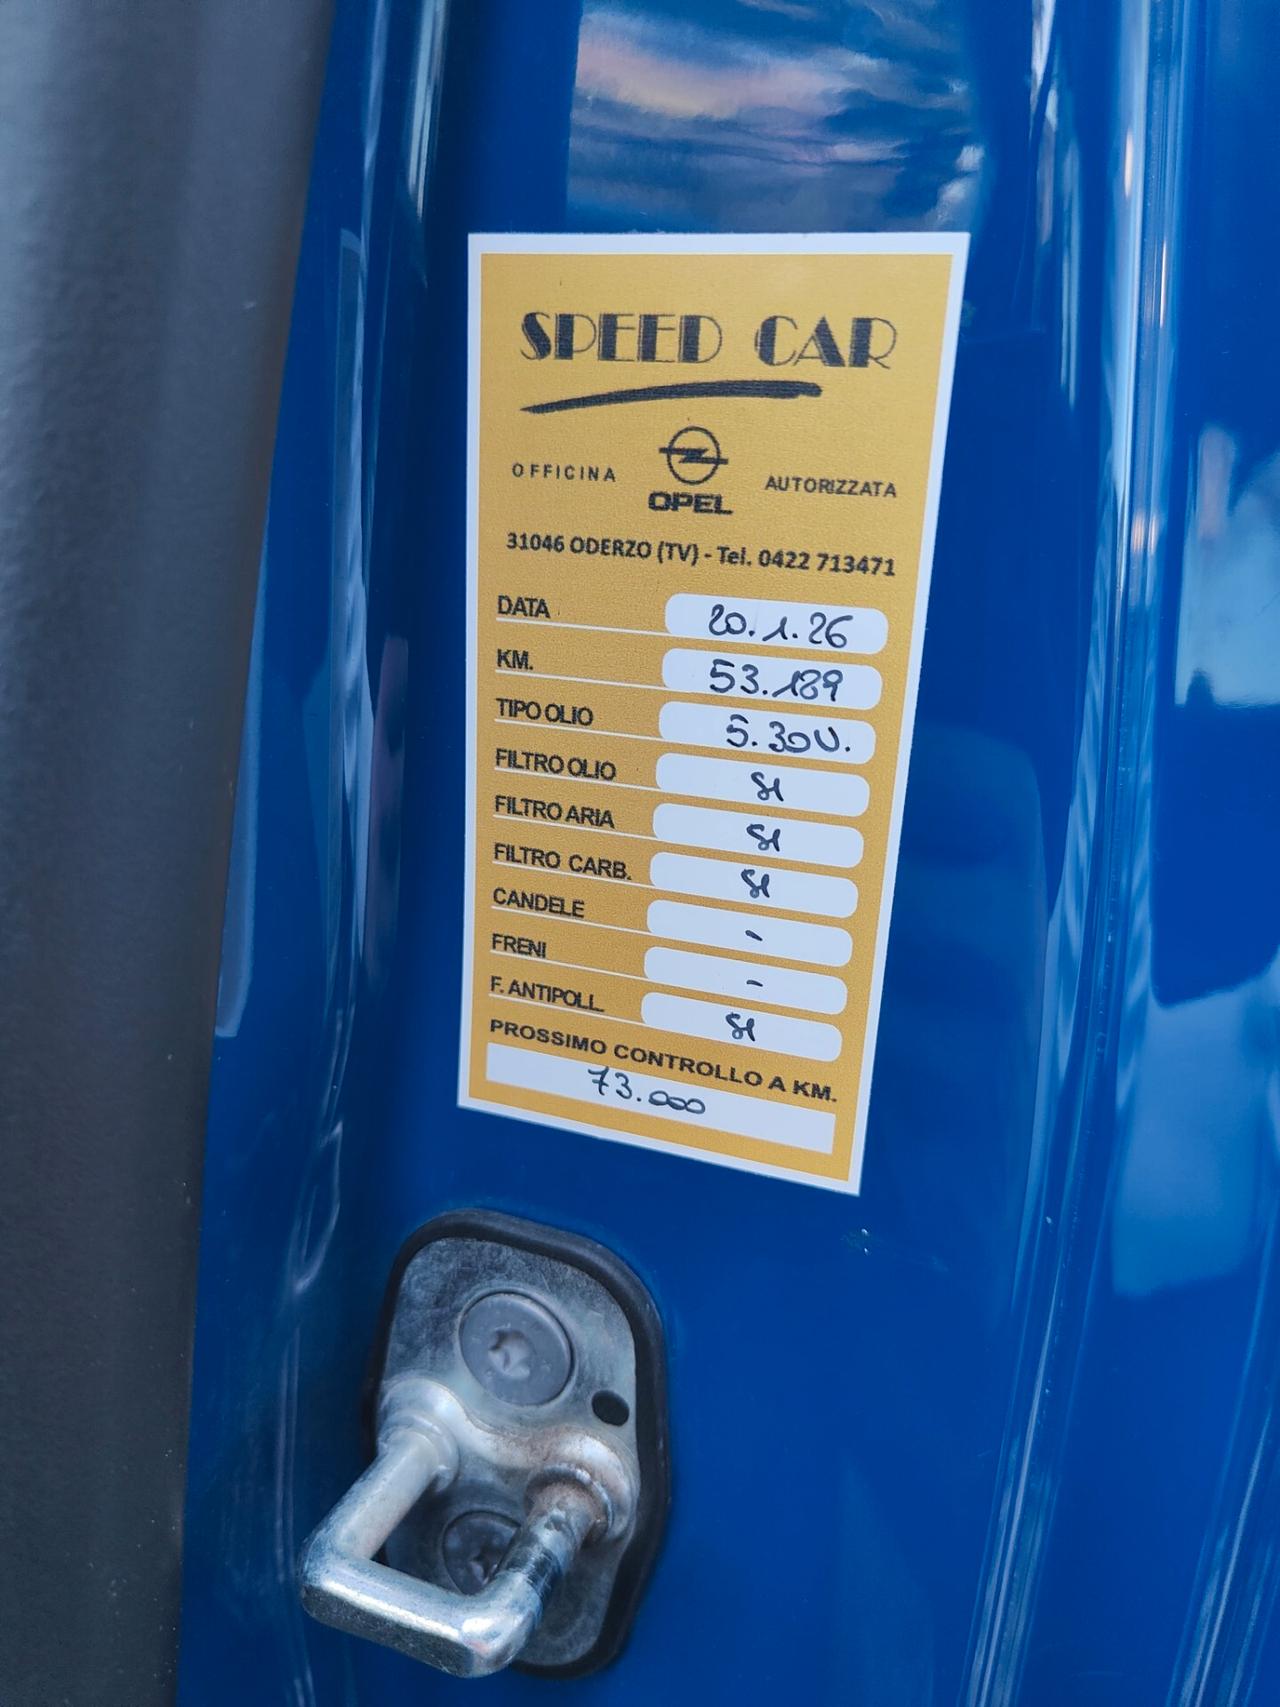 SPEED CAR
OFFICINA OPEL AUTORIZZATA
31046 ODERZO (TV) - Tel. 0422 713471
DATA 20.1.26
KM. 53.189
TIPO OLIO 5.30W.
FILTRO OLIO SI
FILTRO ARIA SI
FILTRO CARB. SI
CANDELE -
FRENI -
F. ANTIPOLL. SI
PROSSIMO CONTROLLO A KM.
73.000